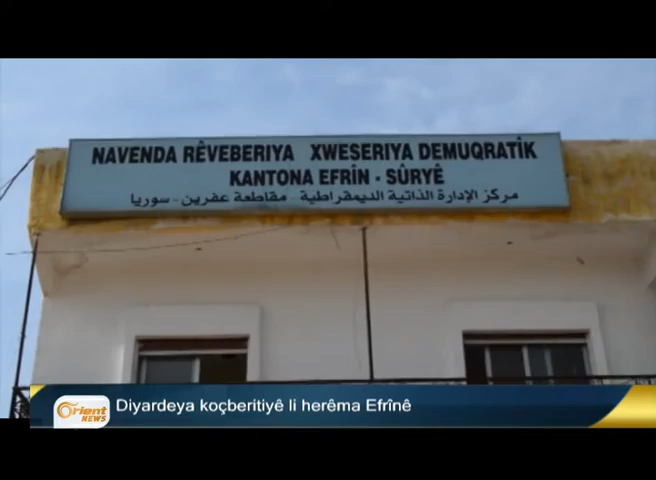 NAVENDA RÊVEBERIYA XWESERIYA DEMUQRATÎK
KANTONA EFRÎN - SÛRYÊ
مركز الإدارة الذاتية الديمقراطية - مقاطعة عفرين - سوريا
Orient NEWS
Diyardeya koçberitiyê li herêma Efrînê